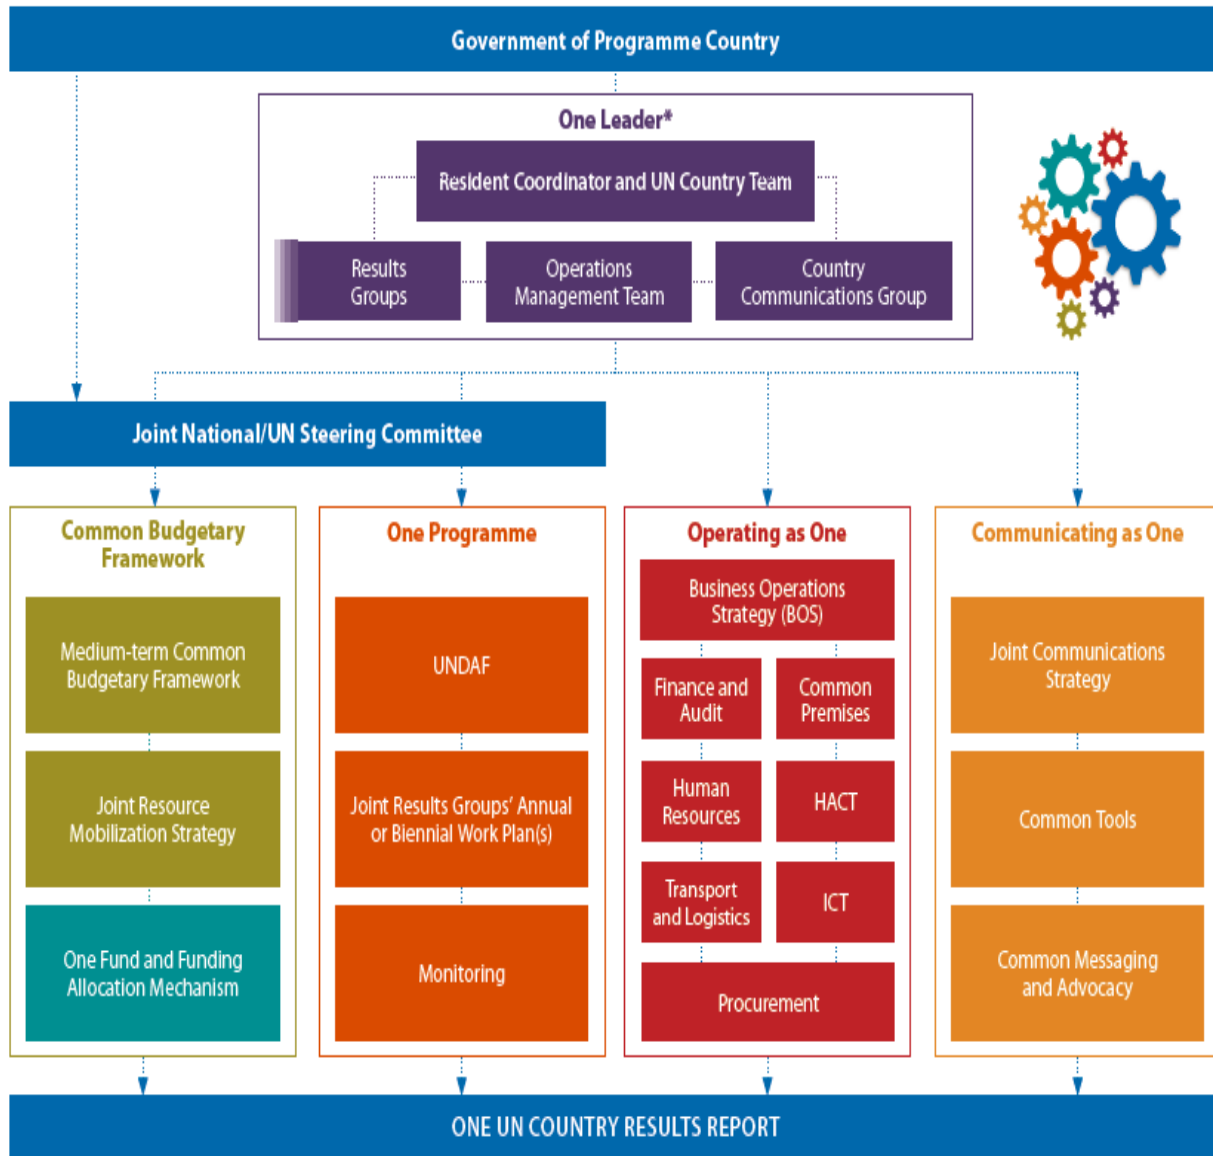 Government of Programme Country
One Leader*
Resident Coordinator and UN Country Team
Results
Groups
Operations
Management Team
Country
Communications Group
Joint National/UN Steering Committee
Common Budgetary
Framework
Medium-term Common
Budgetary Framework
Joint Resource
Mobilization Strategy
One Fund and Funding
Allocation Mechanism
One Programme
UNDAF
Joint Results Groups' Annual
or Biennial Work Plan(s)
Monitoring
Operating as One
Business Operations
Strategy (BOS)
Finance and
Audit
Common
Premises
Human
Resources
HACT
Transport
and Logistics
ICT
Procurement
Communicating as One
Joint Communications
Strategy
Common Tools
Common Messaging
and Advocacy
ONE UN COUNTRY RESULTS REPORT